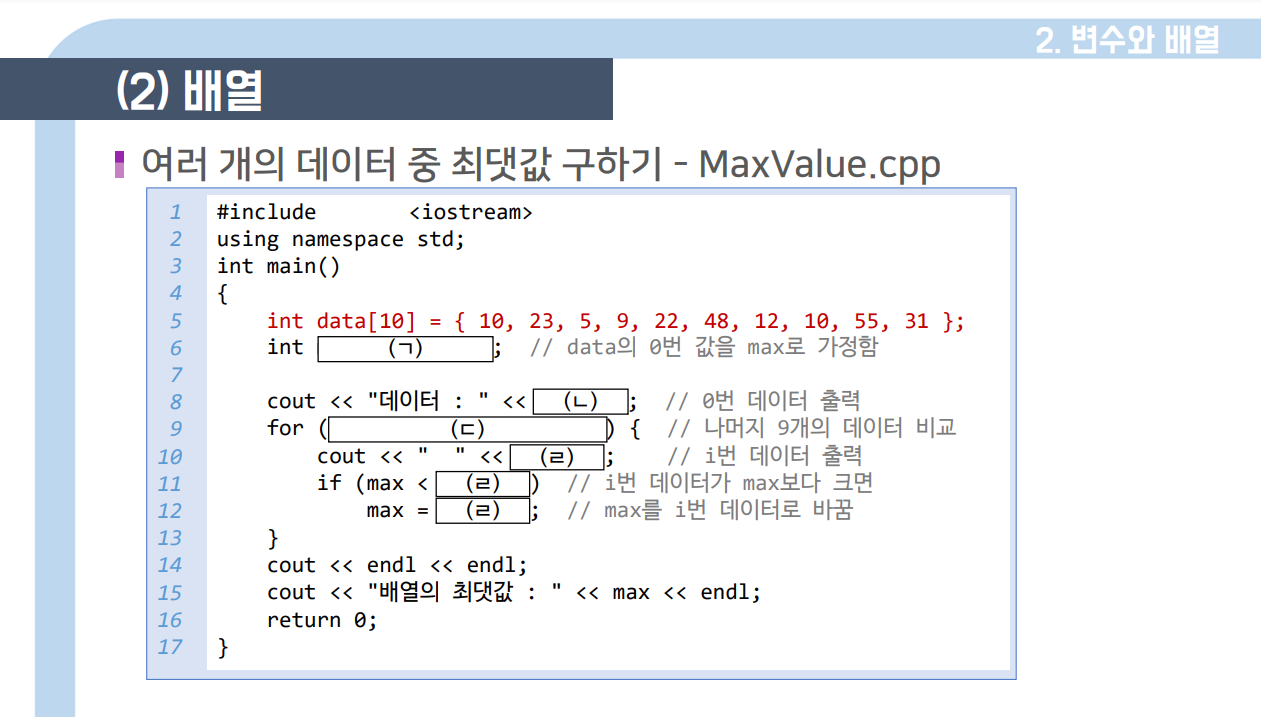 2. 변수와 배열
(2) 배열
여러 개의 데이터 중 최댓값 구하기 - MaxValue.cpp
1 #include <iostream>
2 using namespace std;
3 int main()
4 {
5 int data[10] = { 10, 23, 5, 9, 22, 48, 12, 10, 55, 31 };
6 int (ㄱ); // data의 0번 값을 max로 가정함
7
8 cout << "데이터 : " << (ㄴ); // 0번 데이터 출력
9 for ((ㄷ)) { // 나머지 9개의 데이터 비교
10 cout << "  " << (ㄹ); // i번 데이터 출력
11 if (max < (ㄹ)) // i번 데이터가 max보다 크면
12 max = (ㄹ); // max를 i번 데이터로 바꿈
13 }
14 cout << endl << endl;
15 cout << "배열의 최댓값 : " << max << endl;
16 return 0;
17 }